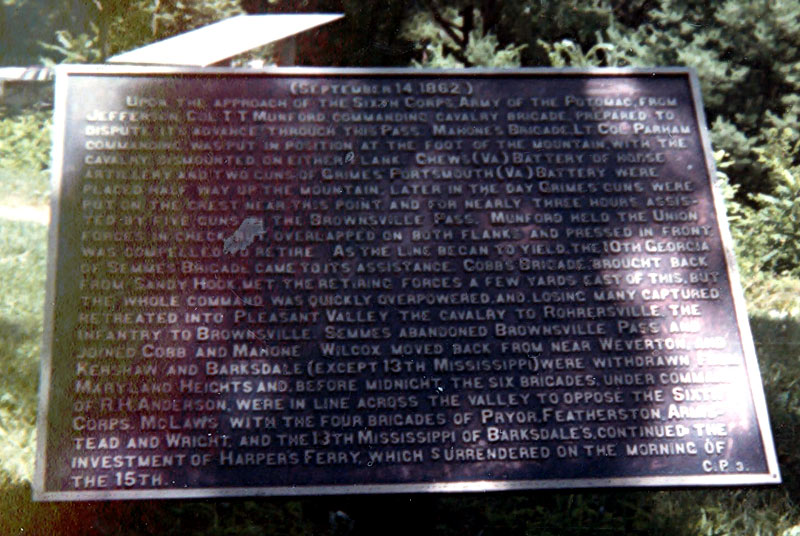 (SEPTEMBER 14, 1862.)
UPON THE APPROACH OF THE SIXTH CORPS, ARMY OF THE POTOMAC, FROM
JEFFERSON, COL. T. T. MUNFORD COMMANDING CAVALRY BRIGADE, PREPARED TO
DISPUTE ITS ADVANCE THROUGH THIS PASS. MAHONE'S BRIGADE, LT. COL. PARHAM
COMMANDING, WAS PUT IN POSITION AT THE FOOT OF THE MOUNTAIN, WITH THE
CAVALRY DISMOUNTED ON EITHER FLANK. CHEW'S (VA.) BATTERY OF HORSE
ARTILLERY AND TWO GUNS OF GRIMES' PORTSMOUTH (VA.) BATTERY WERE
PLACED HALF WAY UP THE MOUNTAIN. LATER IN THE DAY GRIMES' GUNS WERE
PUT ON THE CREST NEAR THIS POINT AND FOR NEARLY THREE HOURS ASSIS-
TED BY FIVE GUNS THE BROWNSVILLE PASS, MUNFORD HELD THE UNION
FORCES IN CHECK OVERLAPPED ON BOTH FLANKS AND PRESSED IN FRONT,
WAS COMPELLED RETIRE. AS THE LINE BEGAN TO YIELD, THE 10TH GEORGIA
OF SEMMES' BRIGADE CAME TO ITS ASSISTANCE. COBB'S BRIGADE, BROUGHT BACK
FROM SANDY HOOK, MET THE RETIRING FORCES A FEW YARDS EAST OF THIS, BUT
THE WHOLE COMMAND WAS QUICKLY OVERPOWERED, AND, LOSING MANY CAPTURED,
RETREATED INTO PLEASANT VALLEY, THE CAVALRY TO ROHRERSVILLE, THE
INFANTRY TO BROWNSVILLE. SEMMES ABANDONED BROWNSVILLE PASS AND
JOINED COBB AND MAHONE. WILCOX MOVED BACK FROM NEAR WEVERTON, AND
KERSHAW AND BARKSDALE (EXCEPT 13TH MISSISSIPPI) WERE WITHDRAWN FROM
MARYLAND HEIGHTS AND, BEFORE MIDNIGHT, THE SIX BRIGADES, UNDER COMMAND
OF R.H. ANDERSON, WERE IN LINE ACROSS THE VALLEY TO OPPOSE THE SIXTH
CORPS. MCLAWS, WITH THE FOUR BRIGADES OF PRYOR, FEATHERSTON, ARMIS-
TEAD AND WRIGHT, AND THE 13TH MISSISSIPPI OF BARKSDALE'S, CONTINUED THE
INVESTMENT OF HARPER'S FERRY, WHICH SURRENDERED ON THE MORNING OF
THE 15TH.
C.P. 3.